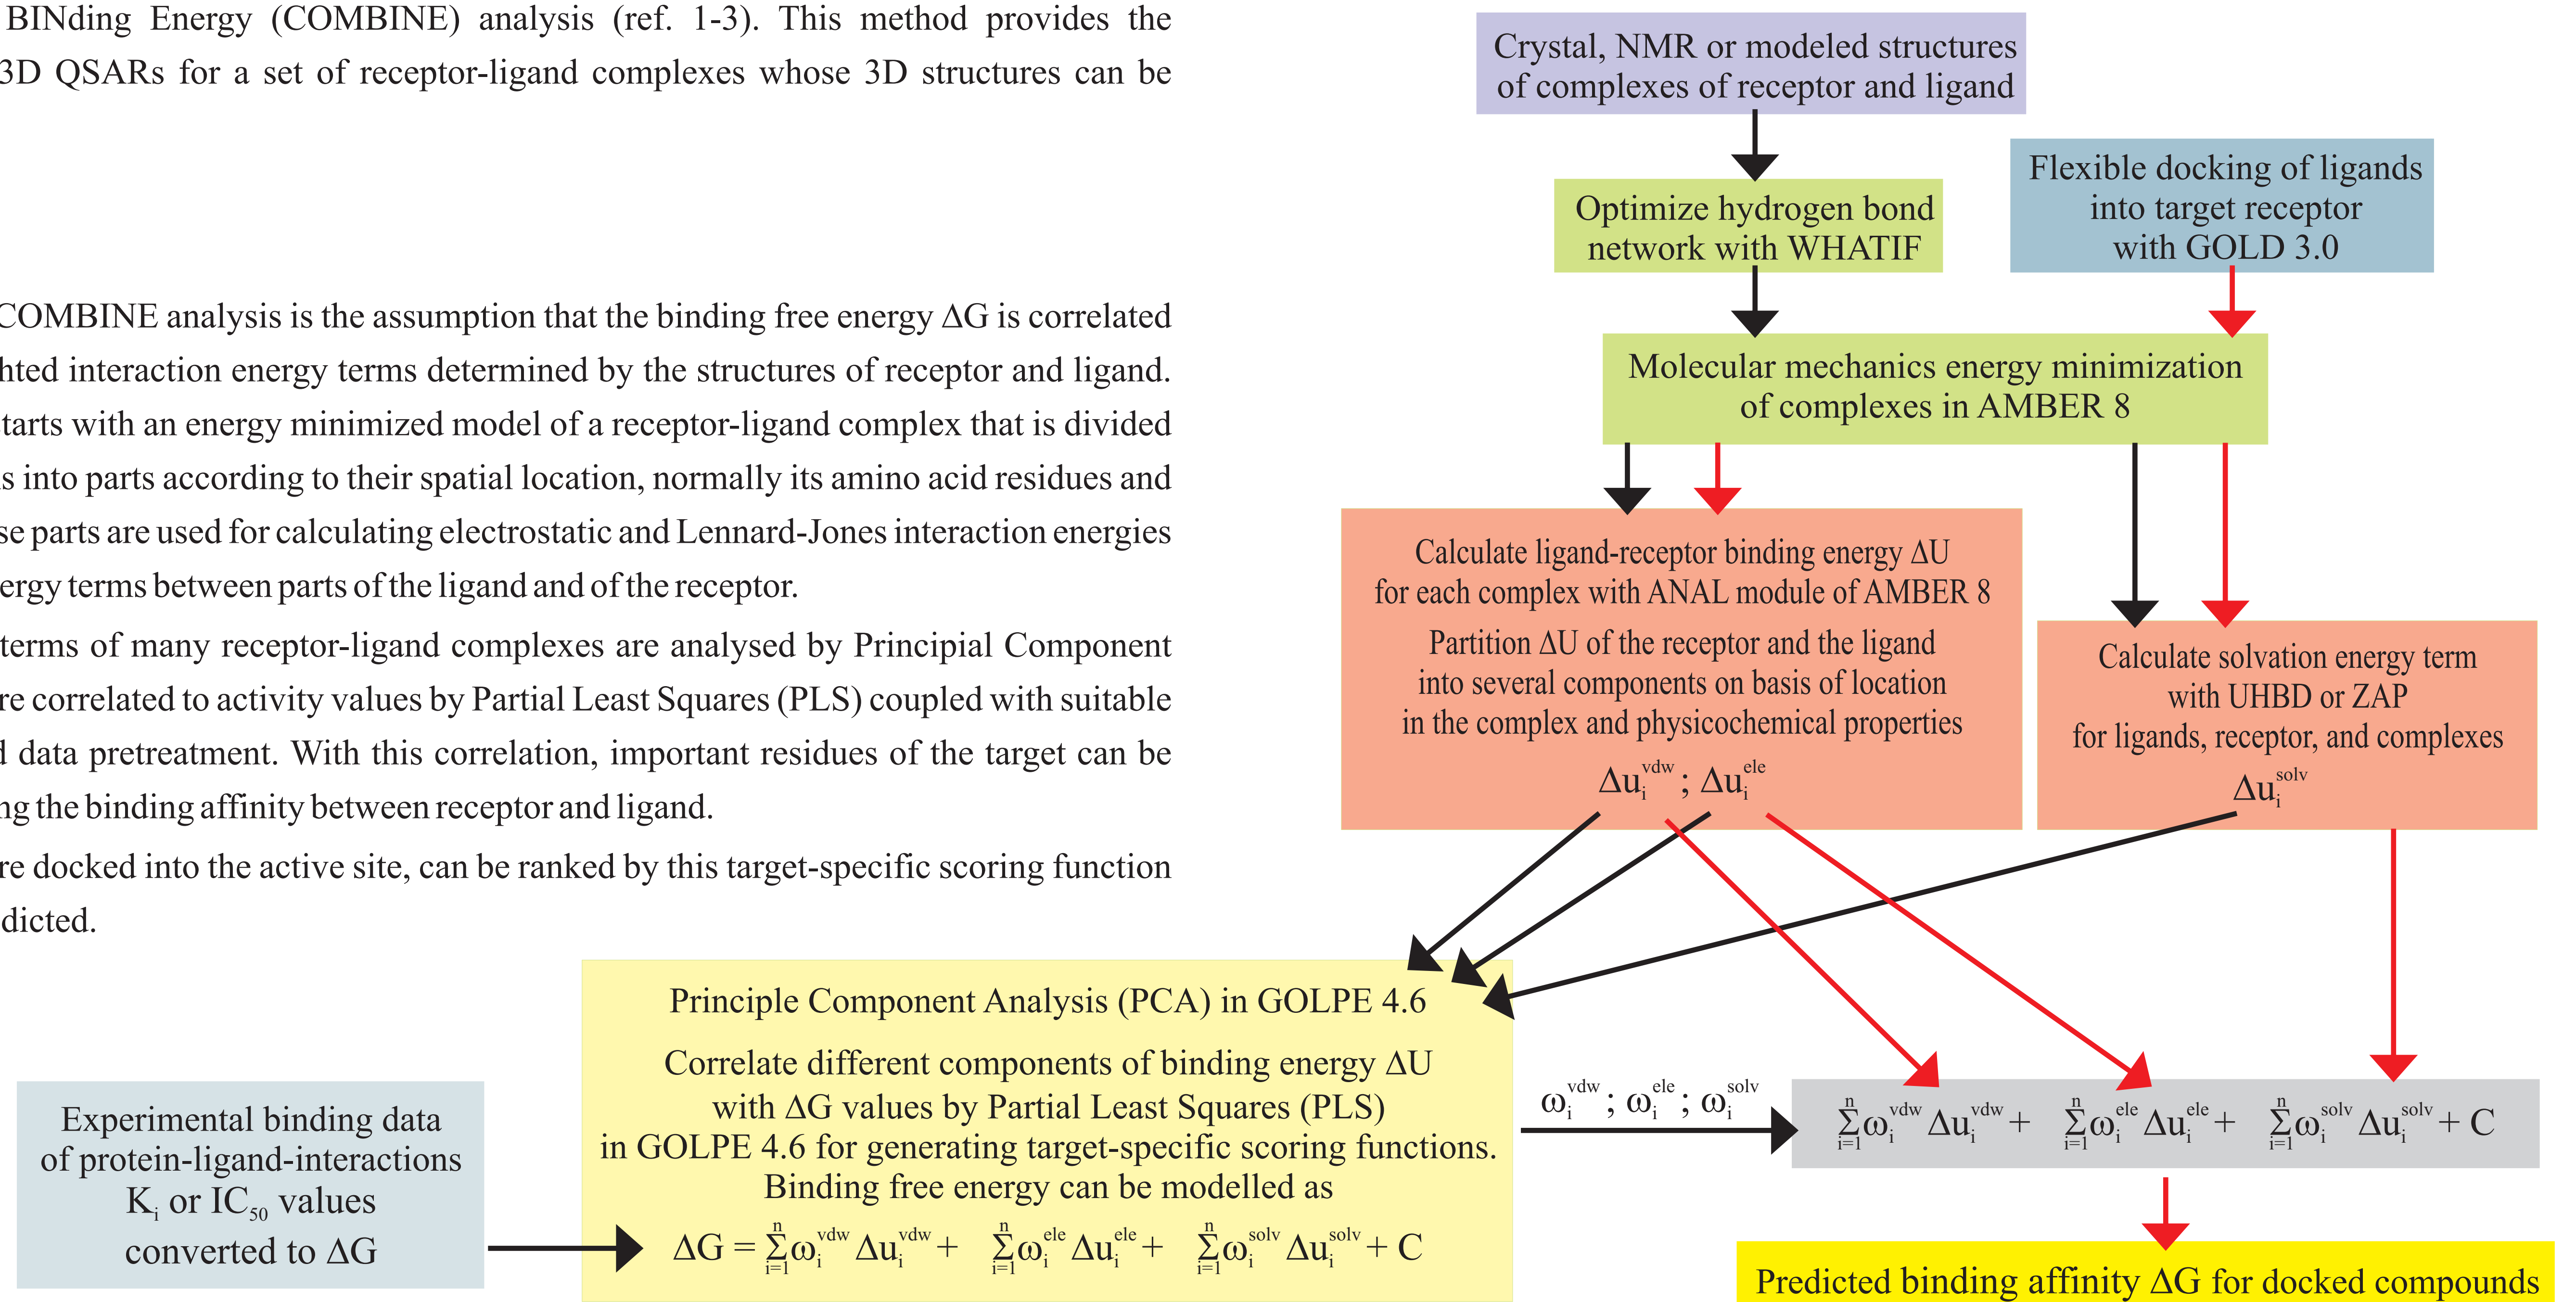 BINding Energy (COMBINE) analysis (ref. 1-3). This method provides the
3D QSARs for a set of receptor-ligand complexes whose 3D structures can be
COMBINE analysis is the assumption that the binding free energy ΔG is correlated
hted interaction energy terms determined by the structures of receptor and ligand.
tarts with an energy minimized model of a receptor-ligand complex that is divided
s into parts according to their spatial location, normally its amino acid residues and
se parts are used for calculating electrostatic and Lennard-Jones interaction energies
ergy terms between parts of the ligand and of the receptor.
terms of many receptor-ligand complexes are analysed by Principial Component
re correlated to activity values by Partial Least Squares (PLS) coupled with suitable
d data pretreatment. With this correlation, important residues of the target can be
ng the binding affinity between receptor and ligand.
re docked into the active site, can be ranked by this target-specific scoring function
dicted.
Crystal, NMR or modeled structures
of complexes of receptor and ligand
Optimize hydrogen bond
network with WHATIF
Flexible docking of ligands
into target receptor
with GOLD 3.0
Molecular mechanics energy minimization
of complexes in AMBER 8
Calculate ligand-receptor binding energy ΔU
for each complex with ANAL module of AMBER 8
Partition ΔU of the receptor and the ligand
into several components on basis of location
in the complex and physicochemical properties
Δu_i^vdw ; Δu_i^ele
Calculate solvation energy term
with UHBD or ZAP
for ligands, receptor, and complexes
Δu_i^solv
Experimental binding data
of protein-ligand-interactions
K_i or IC_50 values
converted to ΔG
Principle Component Analysis (PCA) in GOLPE 4.6
Correlate different components of binding energy ΔU
with ΔG values by Partial Least Squares (PLS)
in GOLPE 4.6 for generating target-specific scoring functions.
Binding free energy can be modelled as
ΔG = Σ_{i=1}^n ω_i^vdw Δu_i^vdw + Σ_{i=1}^n ω_i^ele Δu_i^ele + Σ_{i=1}^n ω_i^solv Δu_i^solv + C
ω_i^vdw ; ω_i^ele ; ω_i^solv
Σ_{i=1}^n ω_i^vdw Δu_i^vdw + Σ_{i=1}^n ω_i^ele Δu_i^ele + Σ_{i=1}^n ω_i^solv Δu_i^solv + C
Predicted binding affinity ΔG for docked compounds